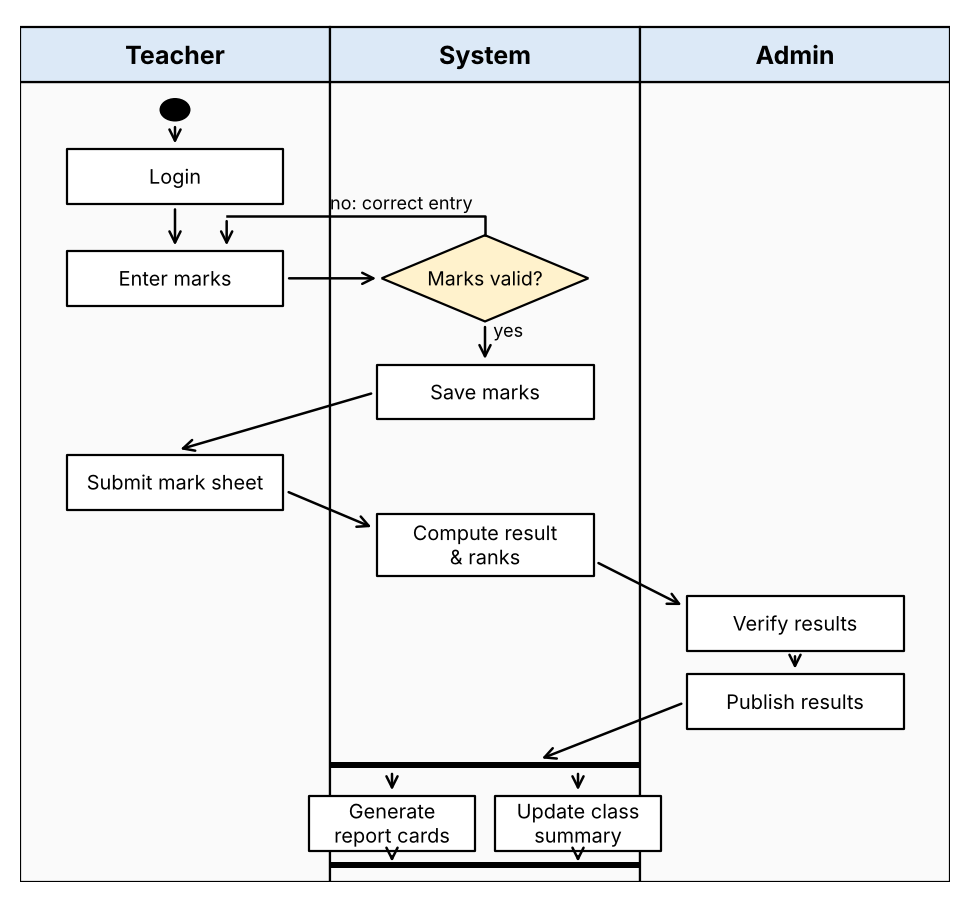 Teacher
System
Admin
Login
no: correct entry
Enter marks
Marks valid?
yes
Save marks
Submit mark sheet
Compute result
& ranks
Verify results
Publish results
Generate
report cards
Update class
summary